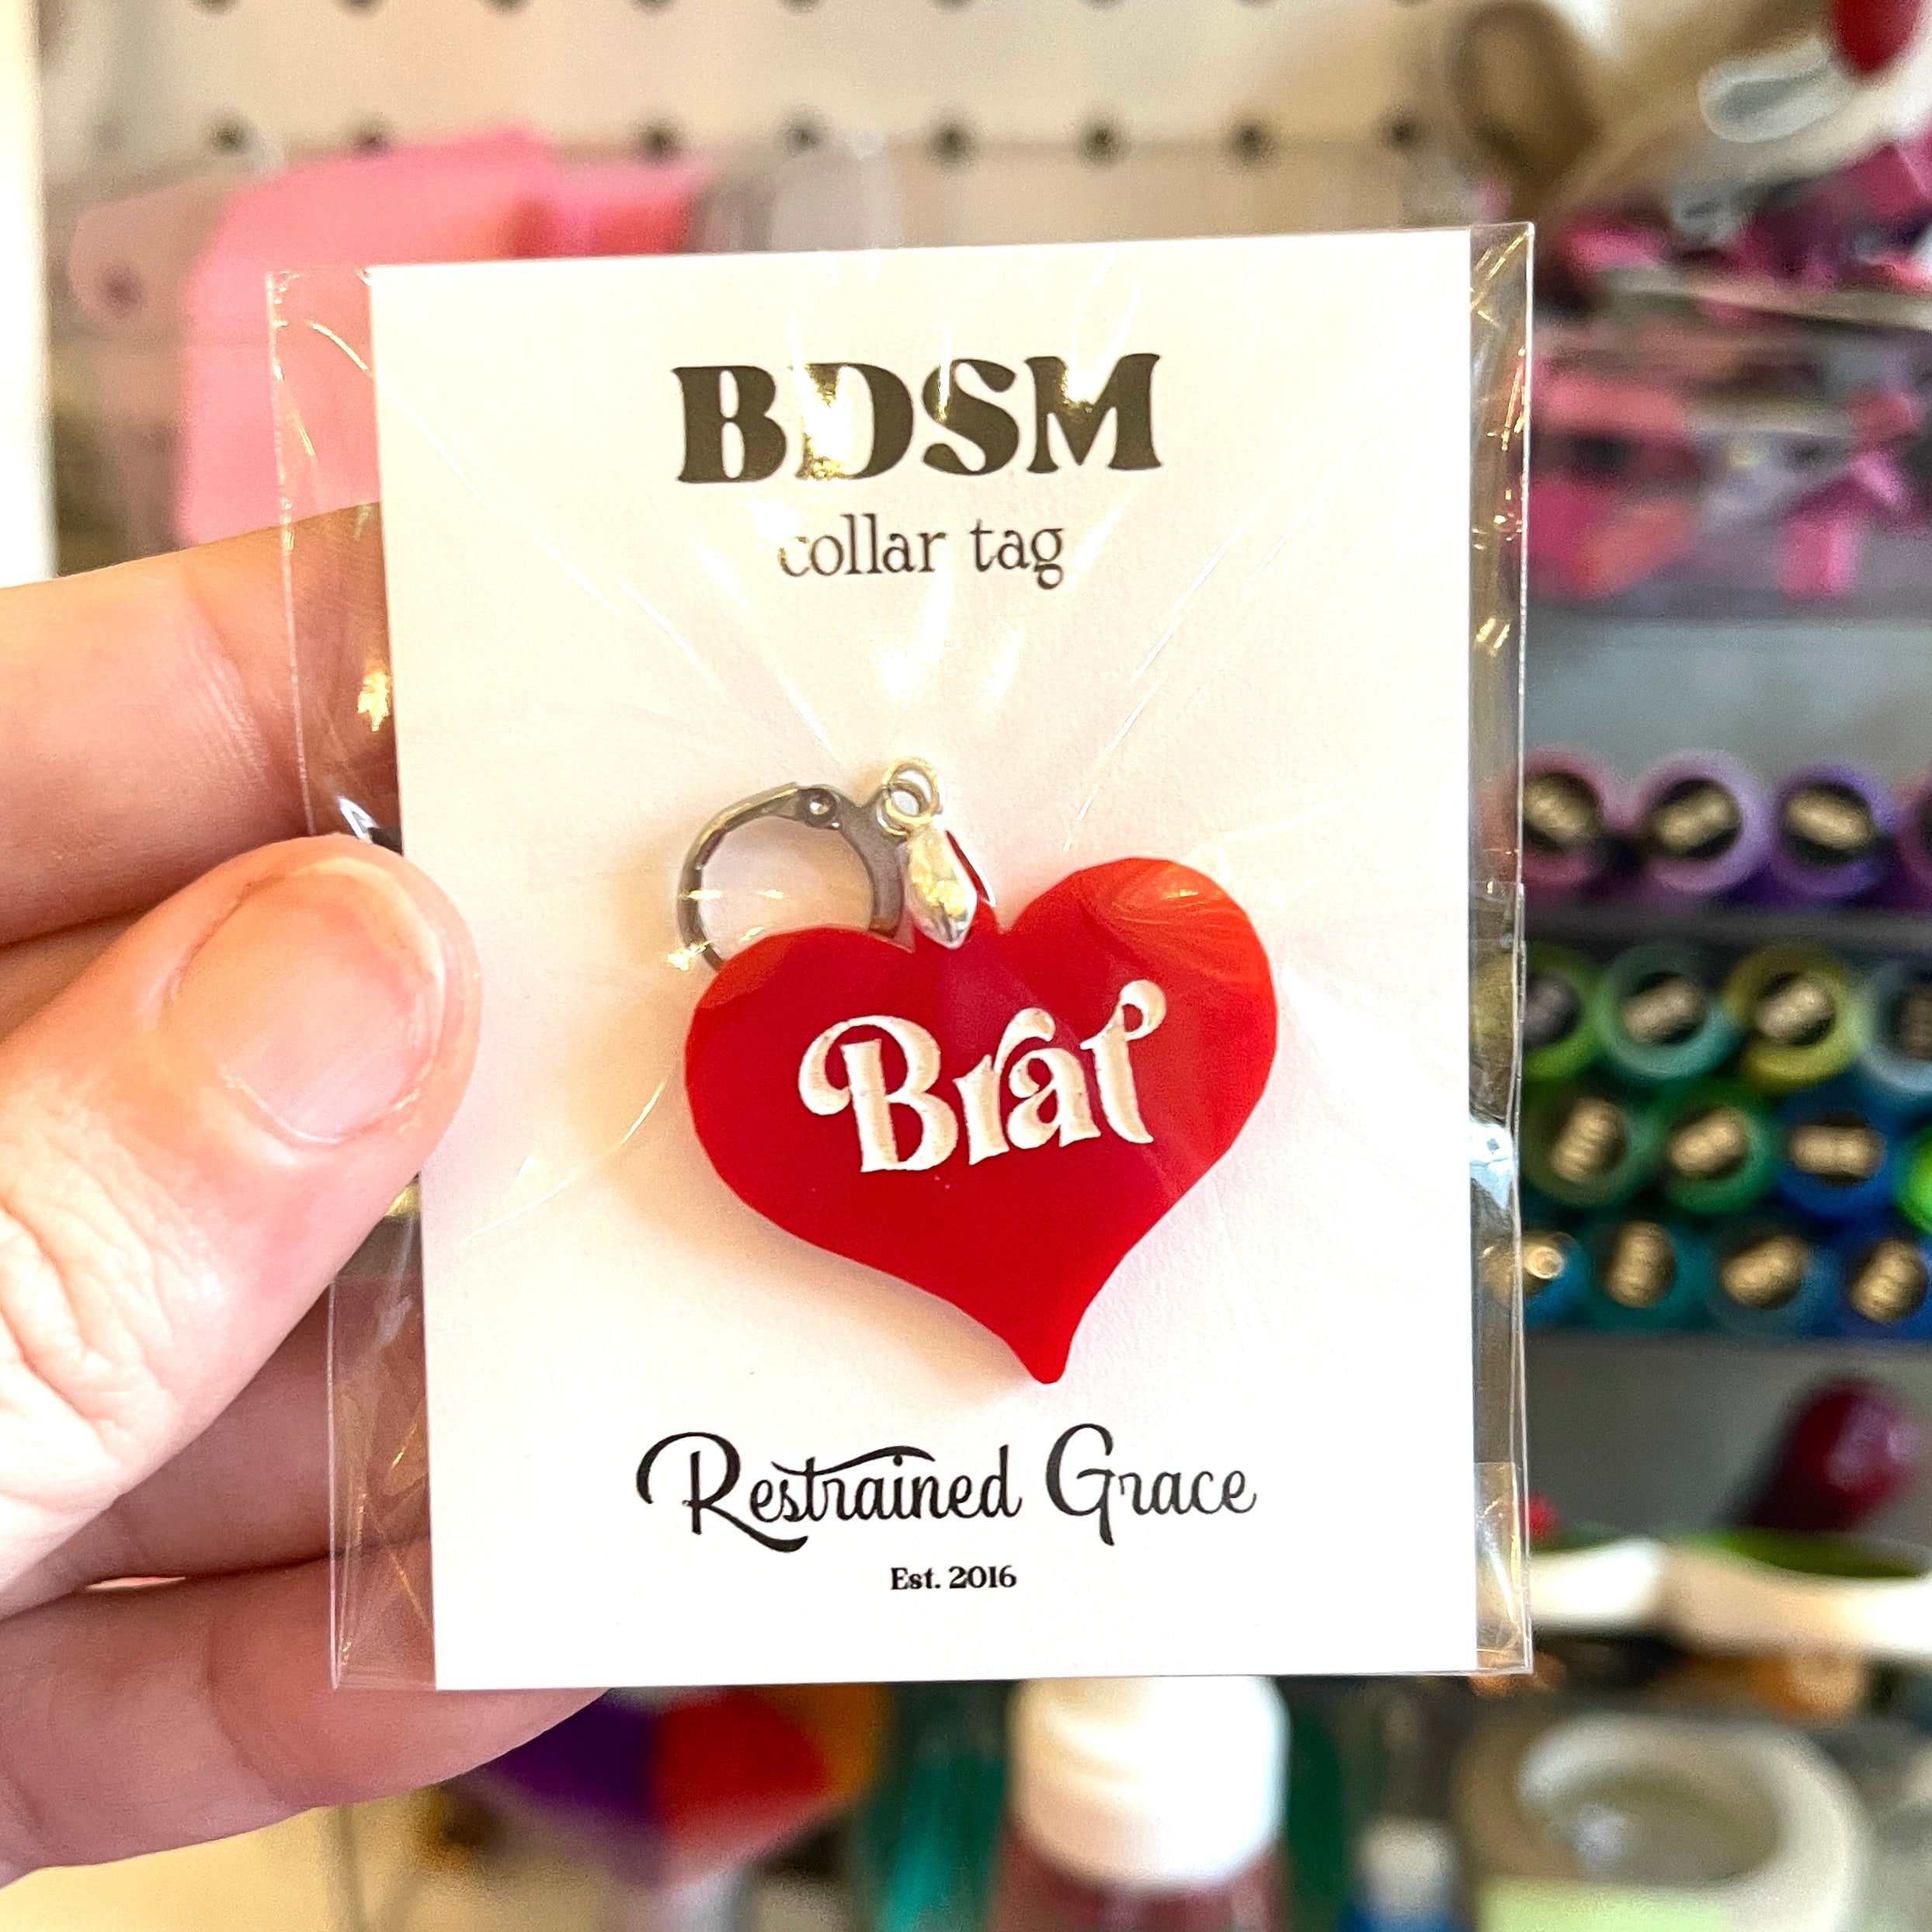 BDSM
collar tag
Brat
Restrained Grace
Est. 2016